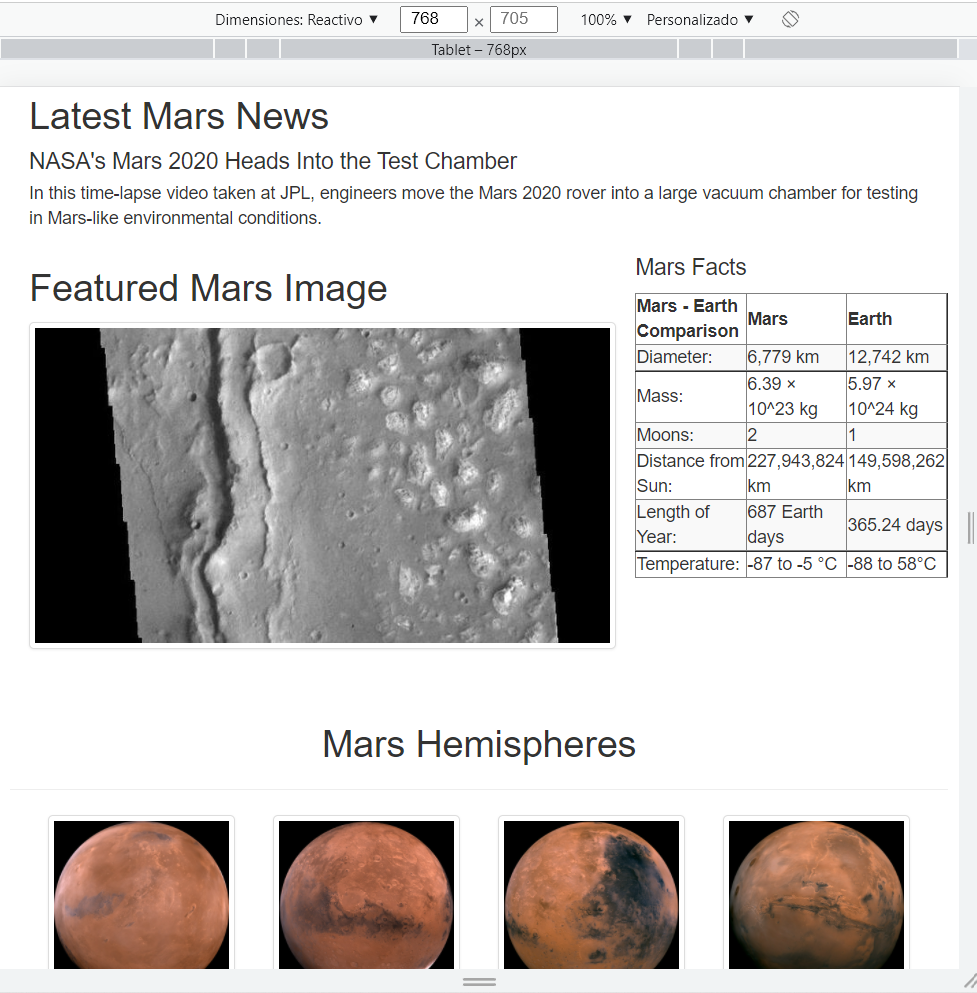 Dimensiones: Reactivo ▼ 768 × 705 100% ▼ Personalizado ▼
Tablet – 768px
Latest Mars News
NASA's Mars 2020 Heads Into the Test Chamber
In this time-lapse video taken at JPL, engineers move the Mars 2020 rover into a large vacuum chamber for testing
in Mars-like environmental conditions.
Featured Mars Image
Mars Facts
Mars - Earth
Comparison
Mars
Earth
Diameter: 6,779 km 12,742 km
Mass:
6.39 ×
10^23 kg
5.97 ×
10^24 kg
Moons: 2 1
Distance from
Sun:
227,943,824
km
149,598,262
km
Length of
Year:
687 Earth
days
365.24 days
Temperature: -87 to -5 °C -88 to 58°C
Mars Hemispheres